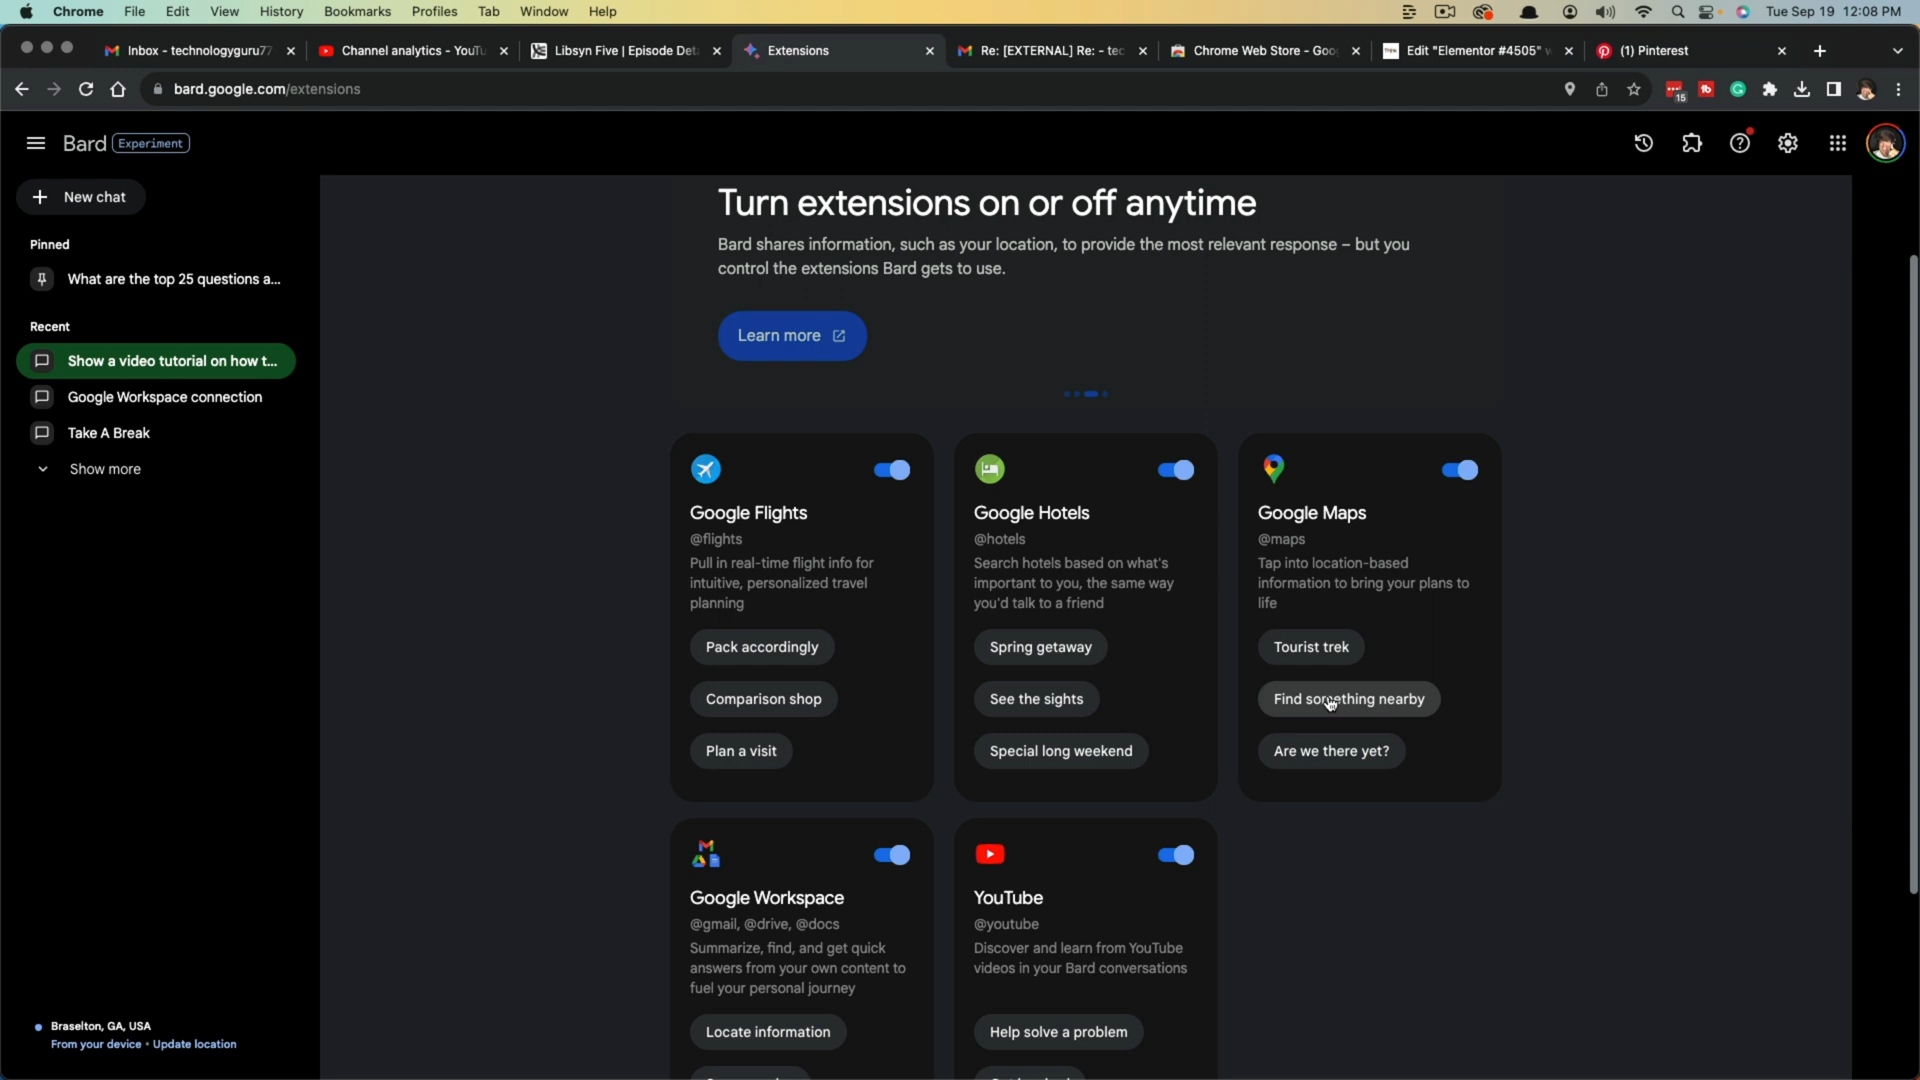 Chrome File Edit View History Bookmarks Profiles Tab Window Help
Tue Sep 19 12:08 PM
Inbox - technologyguru77
Channel analytics - YouTu
Libsyn Five | Episode Det
Extensions
Re: [EXTERNAL] Re: - tec
Chrome Web Store - Goo
Edit "Elementor #4505" w
(1) Pinterest
bard.google.com/extensions
15
Bard Experiment
New chat
Pinned
What are the top 25 questions a...
Recent
Show a video tutorial on how t...
Google Workspace connection
Take A Break
Show more
Braselton, GA, USA
From your device • Update location
Turn extensions on or off anytime
Bard shares information, such as your location, to provide the most relevant response – but you
control the extensions Bard gets to use.
Learn more
Google Flights
@flights
Pull in real-time flight info for
intuitive, personalized travel
planning
Pack accordingly
Comparison shop
Plan a visit
Google Hotels
@hotels
Search hotels based on what's
important to you, the same way
you'd talk to a friend
Spring getaway
See the sights
Special long weekend
Google Maps
@maps
Tap into location-based
information to bring your plans to
life
Tourist trek
Find something nearby
Are we there yet?
Google Workspace
@gmail, @drive, @docs
Summarize, find, and get quick
answers from your own content to
fuel your personal journey
Locate information
YouTube
@youtube
Discover and learn from YouTube
videos in your Bard conversations
Help solve a problem